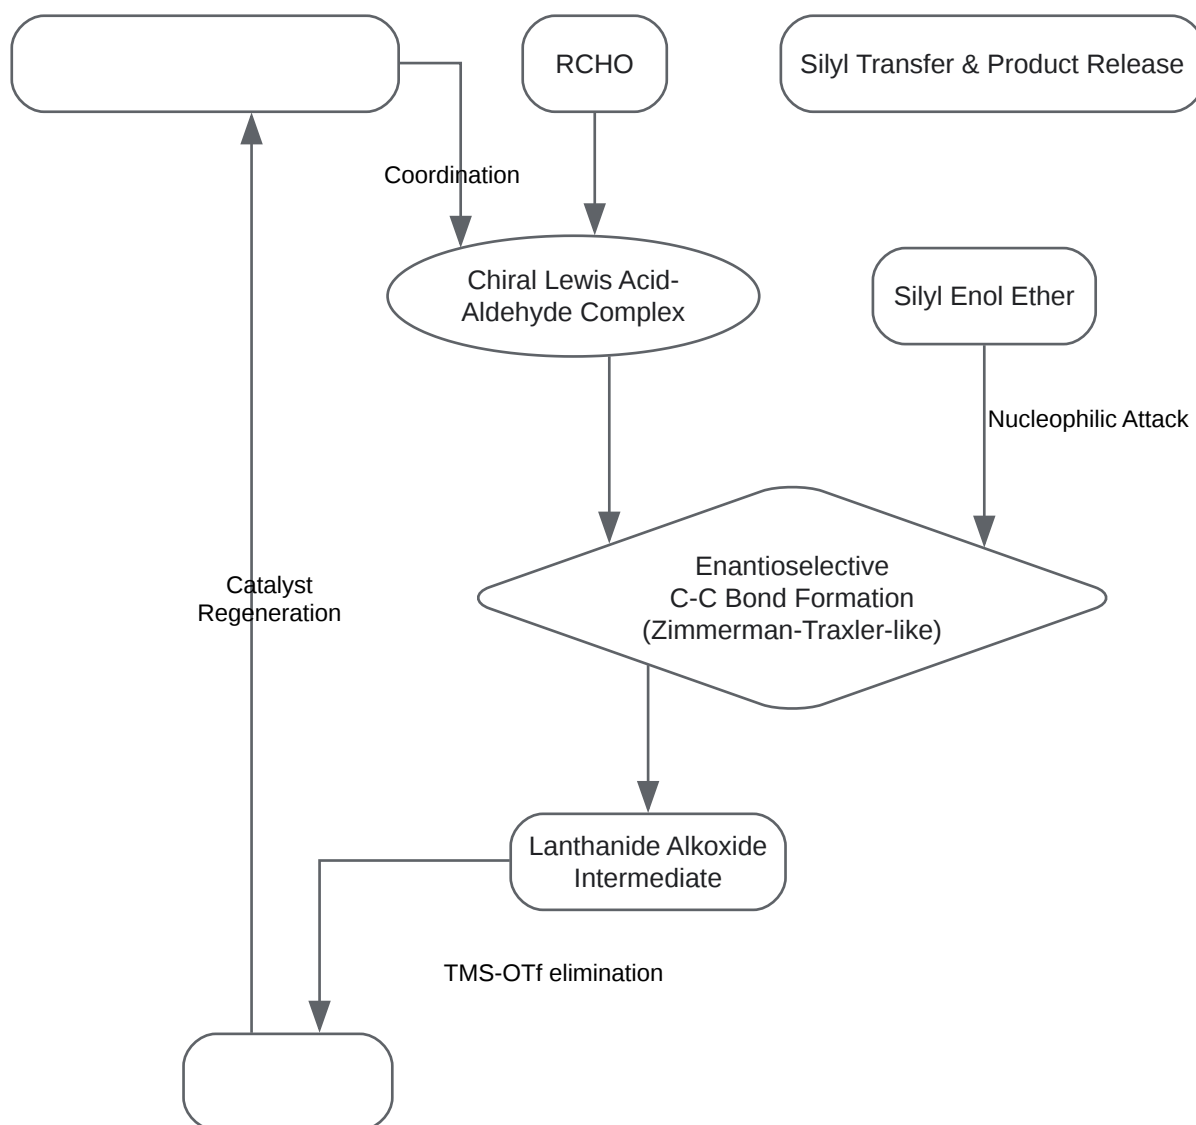 RCHO
Silyl Transfer & Product Release
Coordination
Chiral Lewis Acid-
Aldehyde Complex
Silyl Enol Ether
Nucleophilic Attack
Enantioselective
C-C Bond Formation
(Zimmerman-Traxler-like)
Catalyst
Regeneration
Lanthanide Alkoxide
Intermediate
TMS-OTf elimination